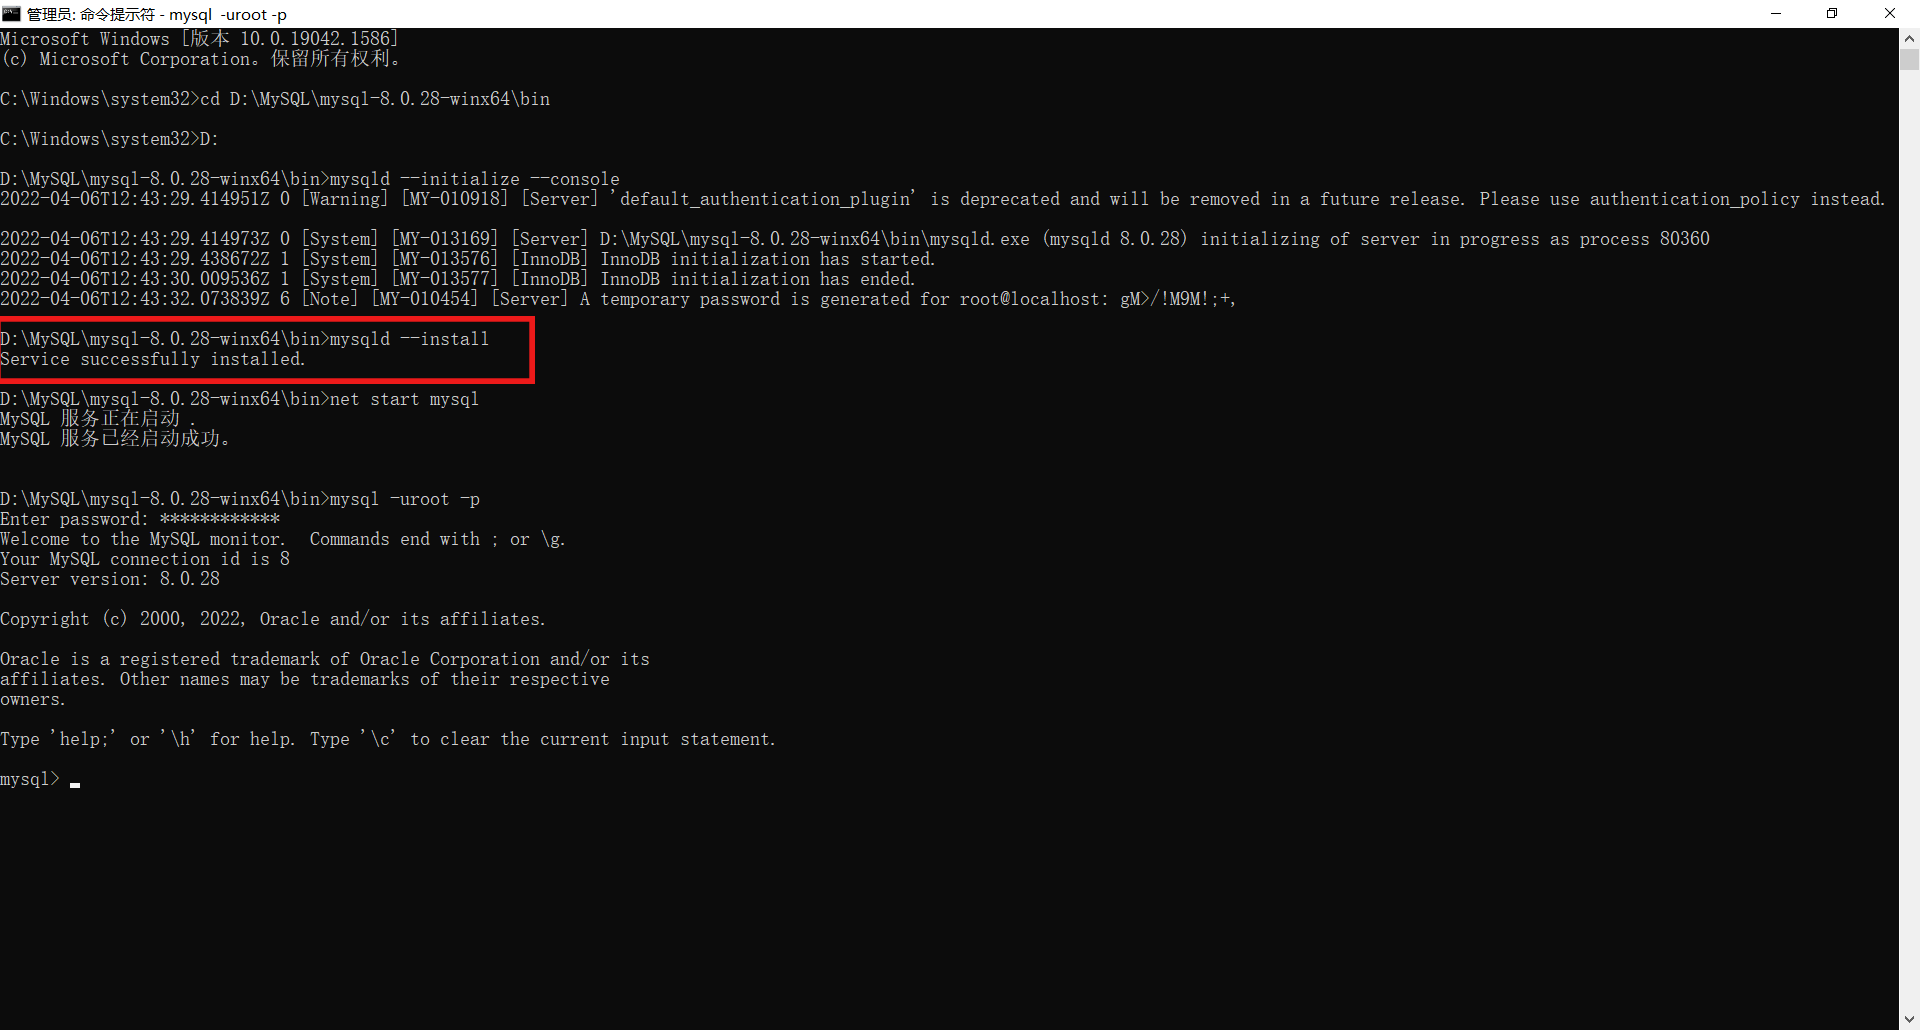 管理员: 命令提示符 - mysql  -uroot -p
Microsoft Windows [版本 10.0.19042.1586]
(c) Microsoft Corporation。保留所有权利。
C:\Windows\system32>cd D:\MySQL\mysql-8.0.28-winx64\bin
C:\Windows\system32>D:
D:\MySQL\mysql-8.0.28-winx64\bin>mysqld --initialize --console
2022-04-06T12:43:29.414951Z 0 [Warning] [MY-010918] [Server] 'default_authentication_plugin' is deprecated and will be removed in a future release. Please use authentication_policy instead.
2022-04-06T12:43:29.414973Z 0 [System] [MY-013169] [Server] D:\MySQL\mysql-8.0.28-winx64\bin\mysqld.exe (mysqld 8.0.28) initializing of server in progress as process 80360
2022-04-06T12:43:29.438672Z 1 [System] [MY-013576] [InnoDB] InnoDB initialization has started.
2022-04-06T12:43:30.009536Z 1 [System] [MY-013577] [InnoDB] InnoDB initialization has ended.
2022-04-06T12:43:32.073839Z 6 [Note] [MY-010454] [Server] A temporary password is generated for root@localhost: gM>/!M9M!;+,
D:\MySQL\mysql-8.0.28-winx64\bin>mysqld --install
Service successfully installed.
D:\MySQL\mysql-8.0.28-winx64\bin>net start mysql
MySQL 服务正在启动 .
MySQL 服务已经启动成功。
D:\MySQL\mysql-8.0.28-winx64\bin>mysql -uroot -p
Enter password: ************
Welcome to the MySQL monitor.  Commands end with ; or \g.
Your MySQL connection id is 8
Server version: 8.0.28
Copyright (c) 2000, 2022, Oracle and/or its affiliates.
Oracle is a registered trademark of Oracle Corporation and/or its
affiliates. Other names may be trademarks of their respective
owners.
Type 'help;' or '\h' for help. Type '\c' to clear the current input statement.
mysql>